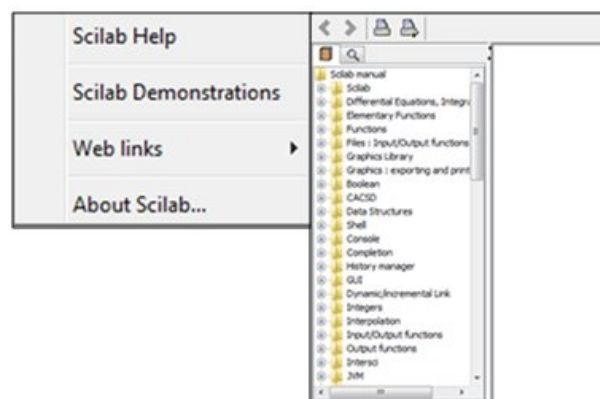 Scilab Help
Scilab Demonstrations
Web links
About Scilab...
Scilab manual
Scilab
Differential Equations, Integra
Elementary Functions
Functions
Files : Input/Output functions
Graphics Library
Graphics : exporting and print
Boolean
CACSD
Data Structures
Shell
Console
Completion
History manager
GUI
Dynamic/incremental Link
Integers
Interpolation
Input/Output functions
Output functions
Intersci
JVM